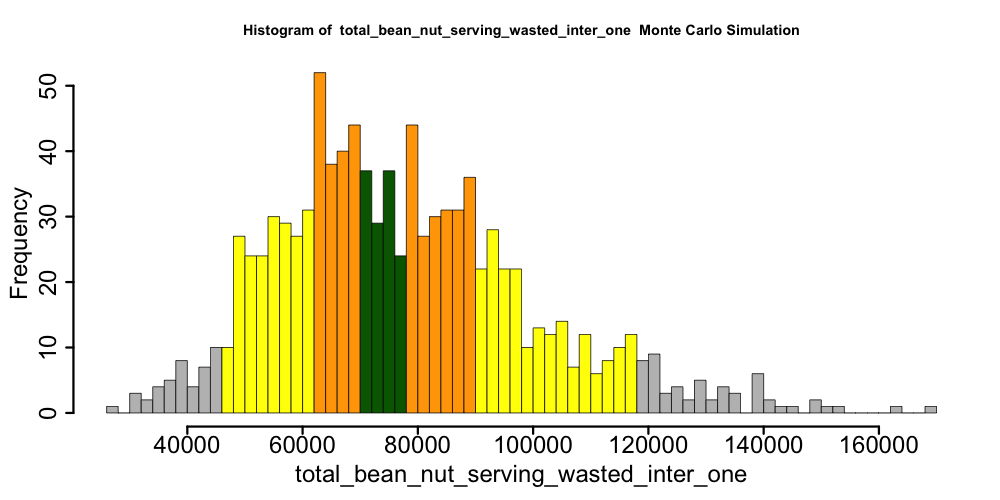 Histogram of total_bean_nut_serving_wasted_inter_one Monte Carlo Simulation
50
40
30
20
10
0
Frequency
40000 60000 80000 100000 120000 140000 160000
total_bean_nut_serving_wasted_inter_one